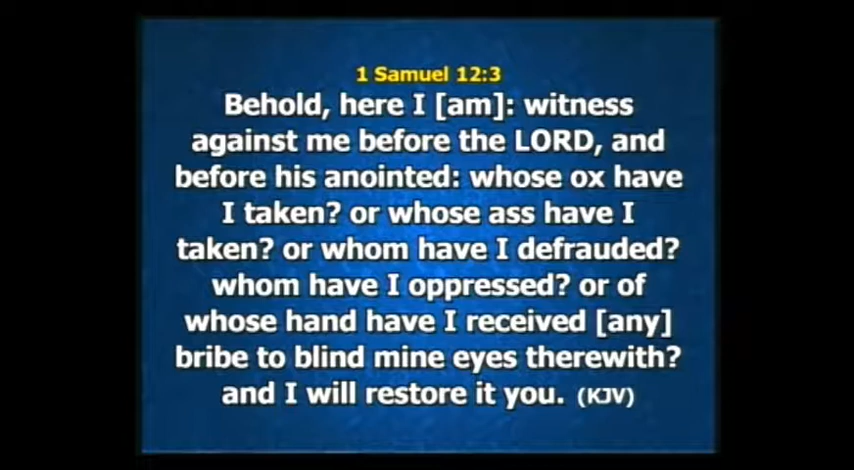 1 Samuel 12:3
Behold, here I [am]: witness
against me before the LORD, and
before his anointed: whose ox have
I taken? or whose ass have I
taken? or whom have I defrauded?
whom have I oppressed? or of
whose hand have I received [any]
bribe to blind mine eyes therewith?
and I will restore it you. (KJV)